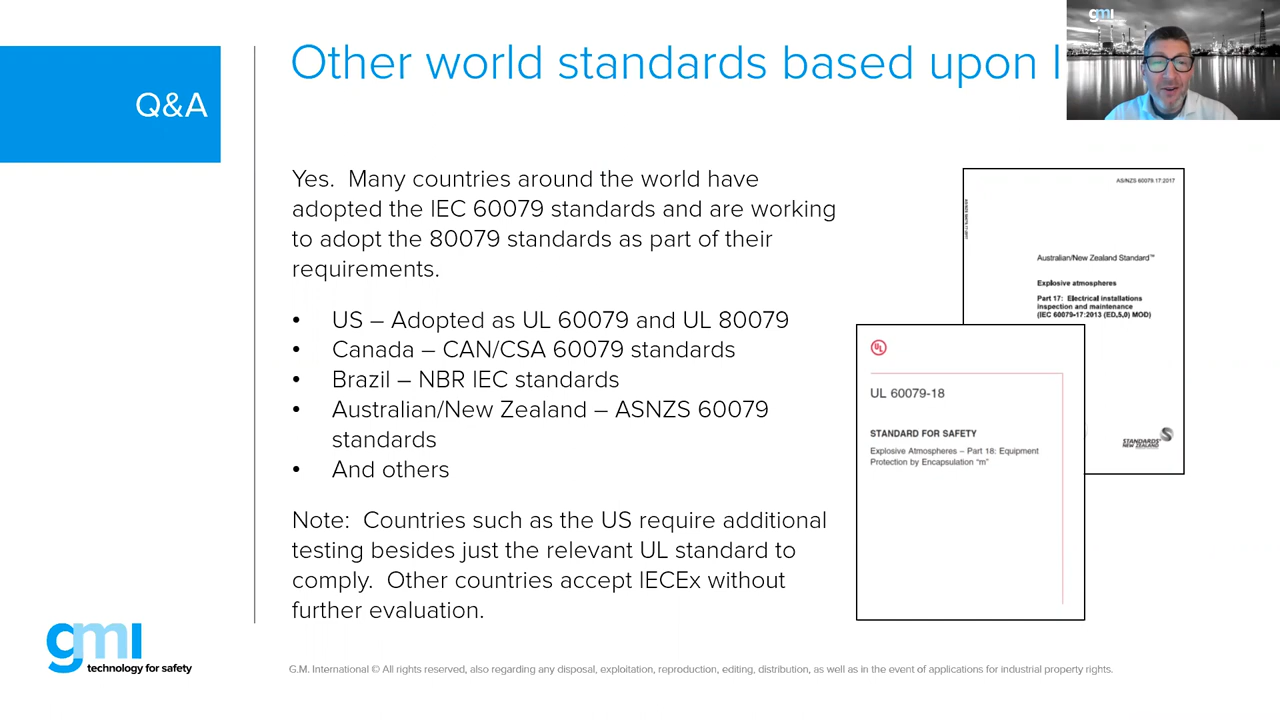 Other world standards based upon I
gmi
Q&A
Yes. Many countries around the world have
adopted the IEC 60079 standards and are working
to adopt the 80079 standards as part of their
requirements.
• US – Adopted as UL 60079 and UL 80079
• Canada – CAN/CSA 60079 standards
• Brazil – NBR IEC standards
• Australian/New Zealand – ASNZS 60079
standards
• And others
Note: Countries such as the US require additional
testing besides just the relevant UL standard to
comply. Other countries accept IECEx without
further evaluation.
AS/NZS 60079.17:2017
Australian/New Zealand Standard™
Explosive atmospheres
Part 17: Electrical installations
inspection and maintenance
(IEC 60079-17:2013 (ED.5.0) MOD)
STANDARDS
NEW ZEALAND
UL
UL 60079-18
STANDARD FOR SAFETY
Explosive Atmospheres – Part 18: Equipment
Protection by Encapsulation “m”
gmi
technology for safety
G.M. International © All rights reserved, also regarding any disposal, exploitation, reproduction, editing, distribution, as well as in the event of applications for industrial property rights.